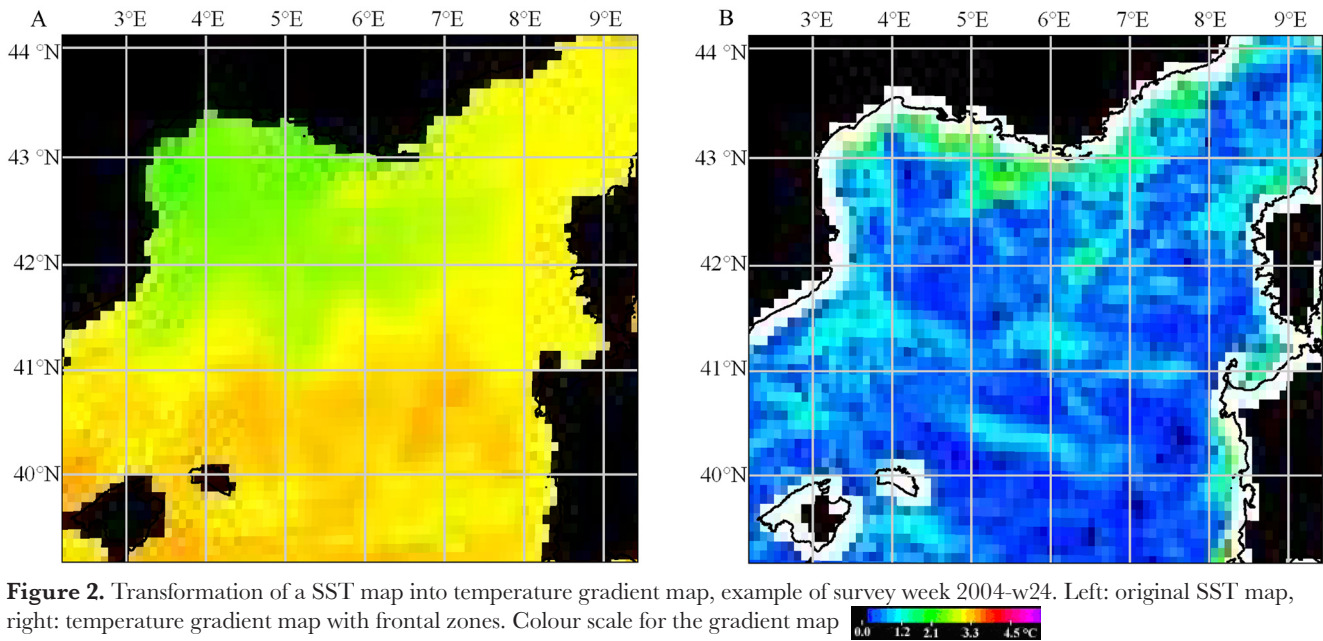 A 3°E 4°E 5°E 6°E 7°E 8°E 9°E
44 °N
43 °N
42°N
41°N
40°N
B 3°E 4°E 5°E 6°E 7°E 8°E 9°E
44 °N
43 °N
42°N
41°N
40°N
Figure 2. Transformation of a SST map into temperature gradient map, example of survey week 2004-w24. Left: original SST map,
right: temperature gradient map with frontal zones. Colour scale for the gradient map
0.0 1.2 2.1 3.3 4.5 °C